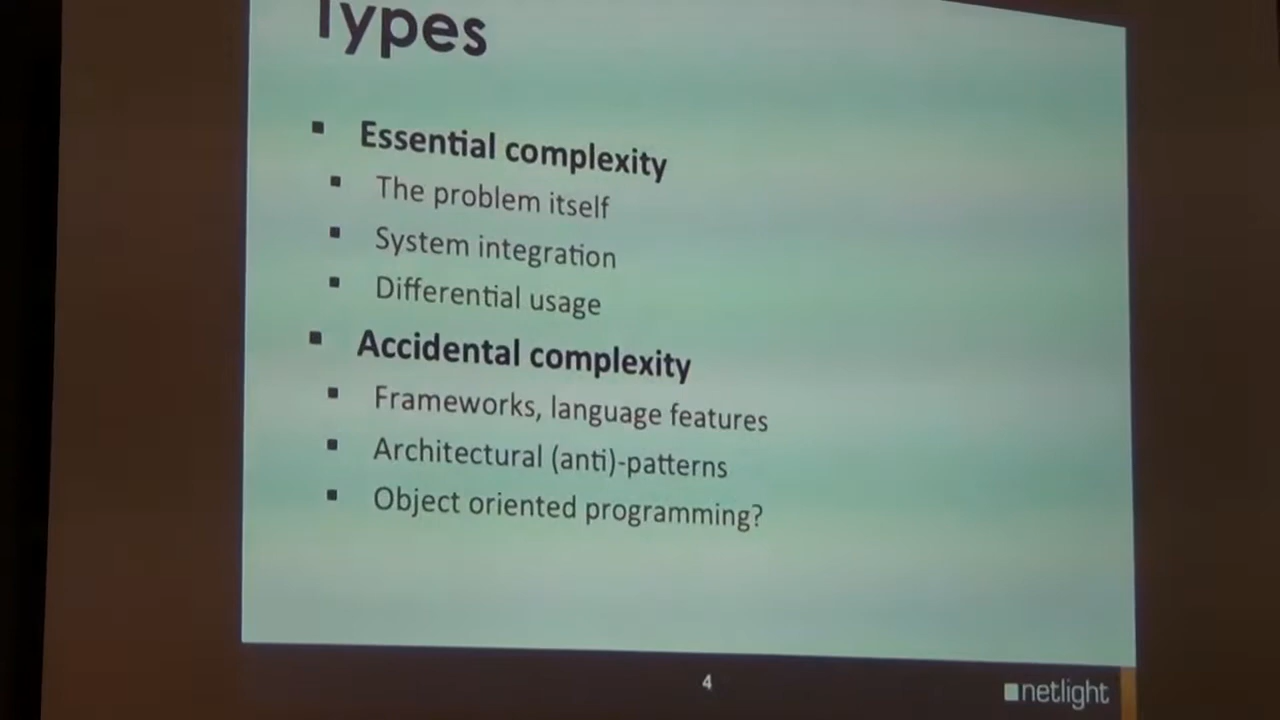 Types
Essential complexity
The problem itself
System integration
Differential usage
Accidental complexity
Frameworks, language features
Architectural (anti)-patterns
Object oriented programming?
4
netlight